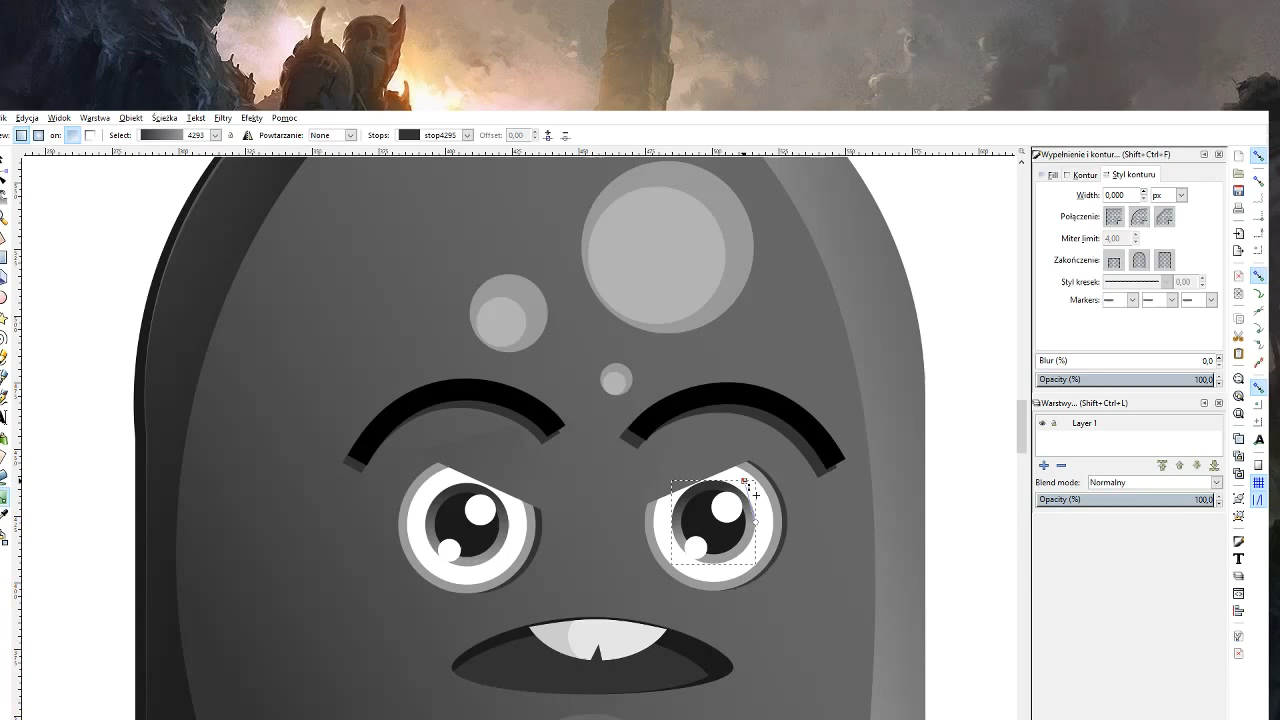 ik Edycja Widok Warstwa Obiekt Ścieżka Tekst Filtry Efekty Pomoc
on: Select: 4293 Powtarzanie: None Stops: stop4295 Offset: 0,00
Wypełnienie i kontur... (Shift+Ctrl+F)
Fill Kontur Styl konturu
Width: 0,000 px
Połączenie:
Miter limit: 4,00
Zakończenie:
Styl kresek: 0,00
Markers:
Blur (%) 0,0
Opacity (%) 100,0
Warstwy... (Shift+Ctrl+L)
Layer 1
Blend mode: Normalny
Opacity (%) 100,0